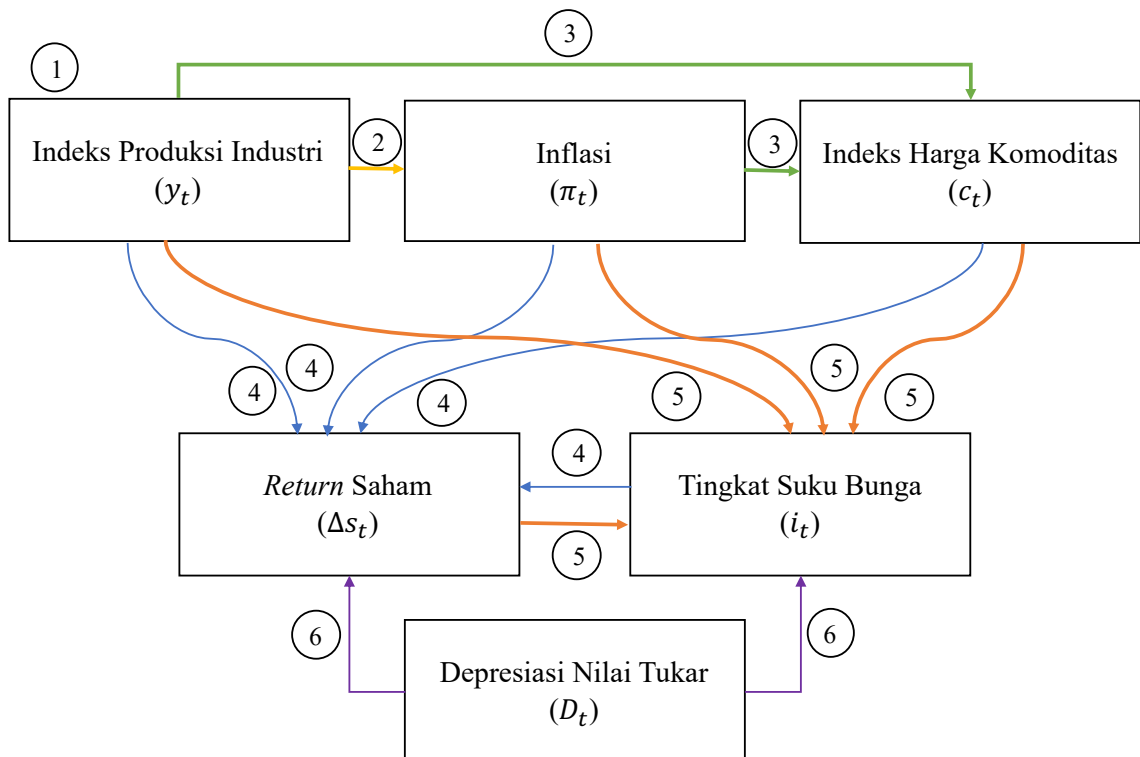 3
1
Indeks Produksi Industri
(y_t)
2
Inflasi
(π_t)
3
Indeks Harga Komoditas
(c_t)
4
4
4
5
5
5
Return Saham
(Δs_t)
4
5
Tingkat Suku Bunga
(i_t)
6
Depresiasi Nilai Tukar
(D_t)
6